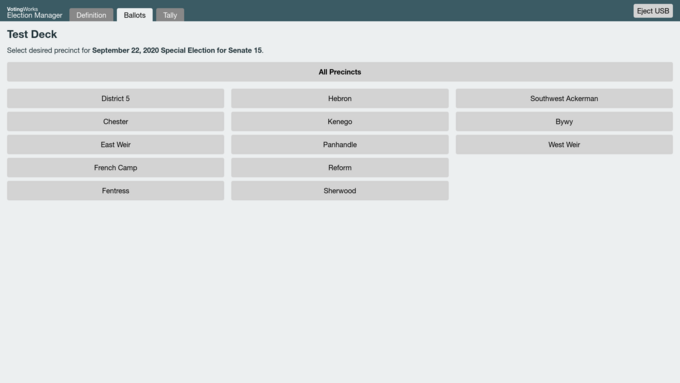 VotingWorks
Election Manager
Definition
Ballots
Tally
Eject USB
Test Deck
Select desired precinct for September 22, 2020 Special Election for Senate 15.
All Precincts
District 5
Hebron
Southwest Ackerman
Chester
Kenego
Bywy
East Weir
Panhandle
West Weir
French Camp
Reform
Fentress
Sherwood